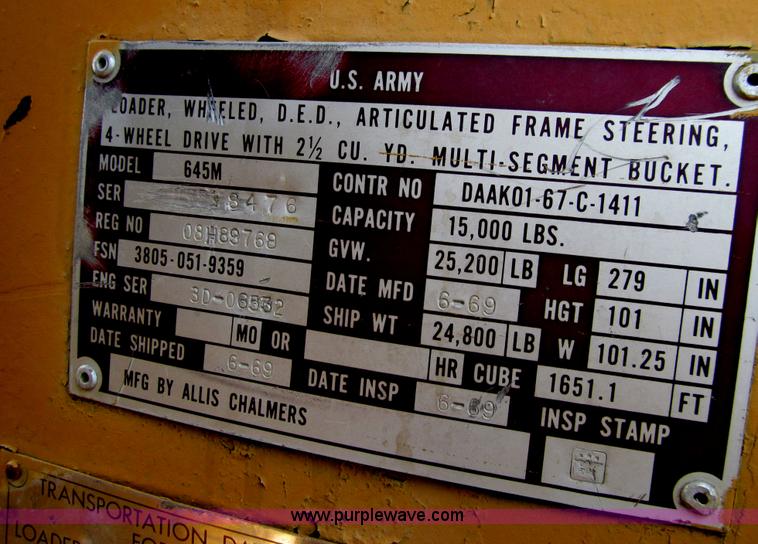 U.S. ARMY
LOADER, WHEELED, D.E.D., ARTICULATED FRAME STEERING,
4-WHEEL DRIVE WITH 2½ CU. YD. MULTI-SEGMENT BUCKET.
MODEL 645M CONTR NO DAAK01-67-C-1411
SER CAPACITY 15,000 LBS.
REG NO 08H89768 GVW. 25,200 LB LG 279 IN
FSN 3805-051-9359 DATE MFD 6-69 HGT 101 IN
ENG SER SHIP WT 24,800 LB W 101.25 IN
WARRANTY MO OR HR CUBE 1651.1 FT
DATE SHIPPED 6-69 DATE INSP 6-69 INSP STAMP
MFG BY ALLIS CHALMERS
TRANSPORTATION
FOR
LOADER
www.purplewave.com